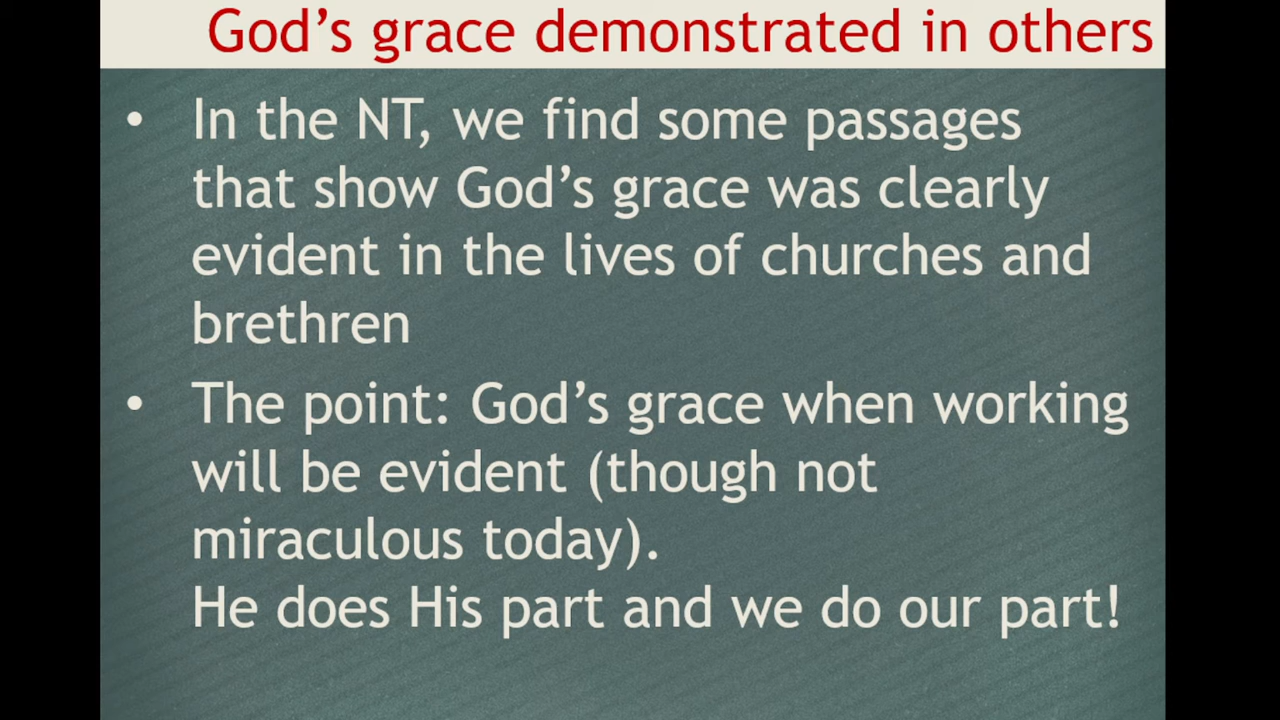 God’s grace demonstrated in others
• In the NT, we find some passages
that show God’s grace was clearly
evident in the lives of churches and
brethren
• The point: God’s grace when working
will be evident (though not
miraculous today).
He does His part and we do our part!